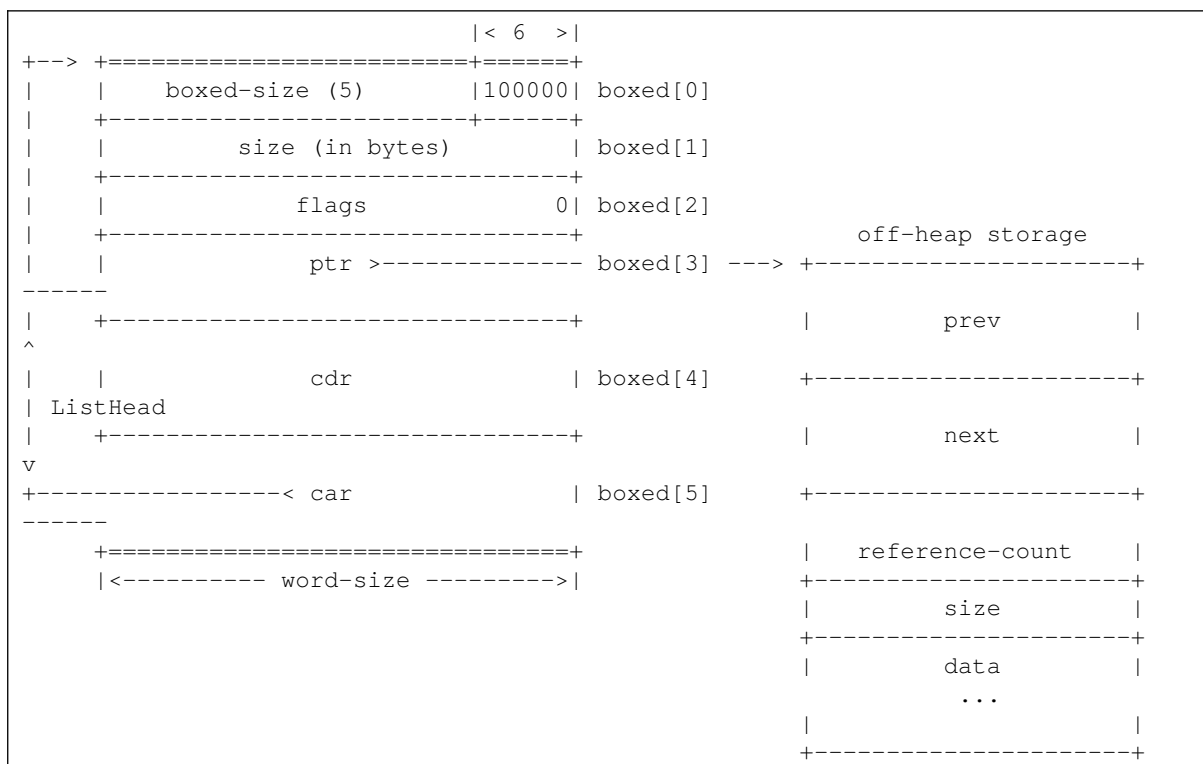 |< 6  >|
+--> +=========================+======+
|    |    boxed-size (5)       |100000| boxed[0]
|    +-------------------------+------+
|    |         size (in bytes)        | boxed[1]
|    +--------------------------------+
|    |             flags             0| boxed[2]
|    +--------------------------------+                   off-heap storage
|    |              ptr >-------------- boxed[3] ---> +----------------------+
------
|    +--------------------------------+               |         prev         |
^
|    |              cdr               | boxed[4]      +----------------------+
| ListHead
|    +--------------------------------+               |         next         |
v
+-----------------< car               | boxed[5]      +----------------------+
------
     +================================+               |   reference-count    |
     |<---------- word-size --------->|               +----------------------+
                                                      |         size         |
                                                      +----------------------+
                                                      |         data         |
                                                                 ...
                                                      |                      |
                                                      +----------------------+